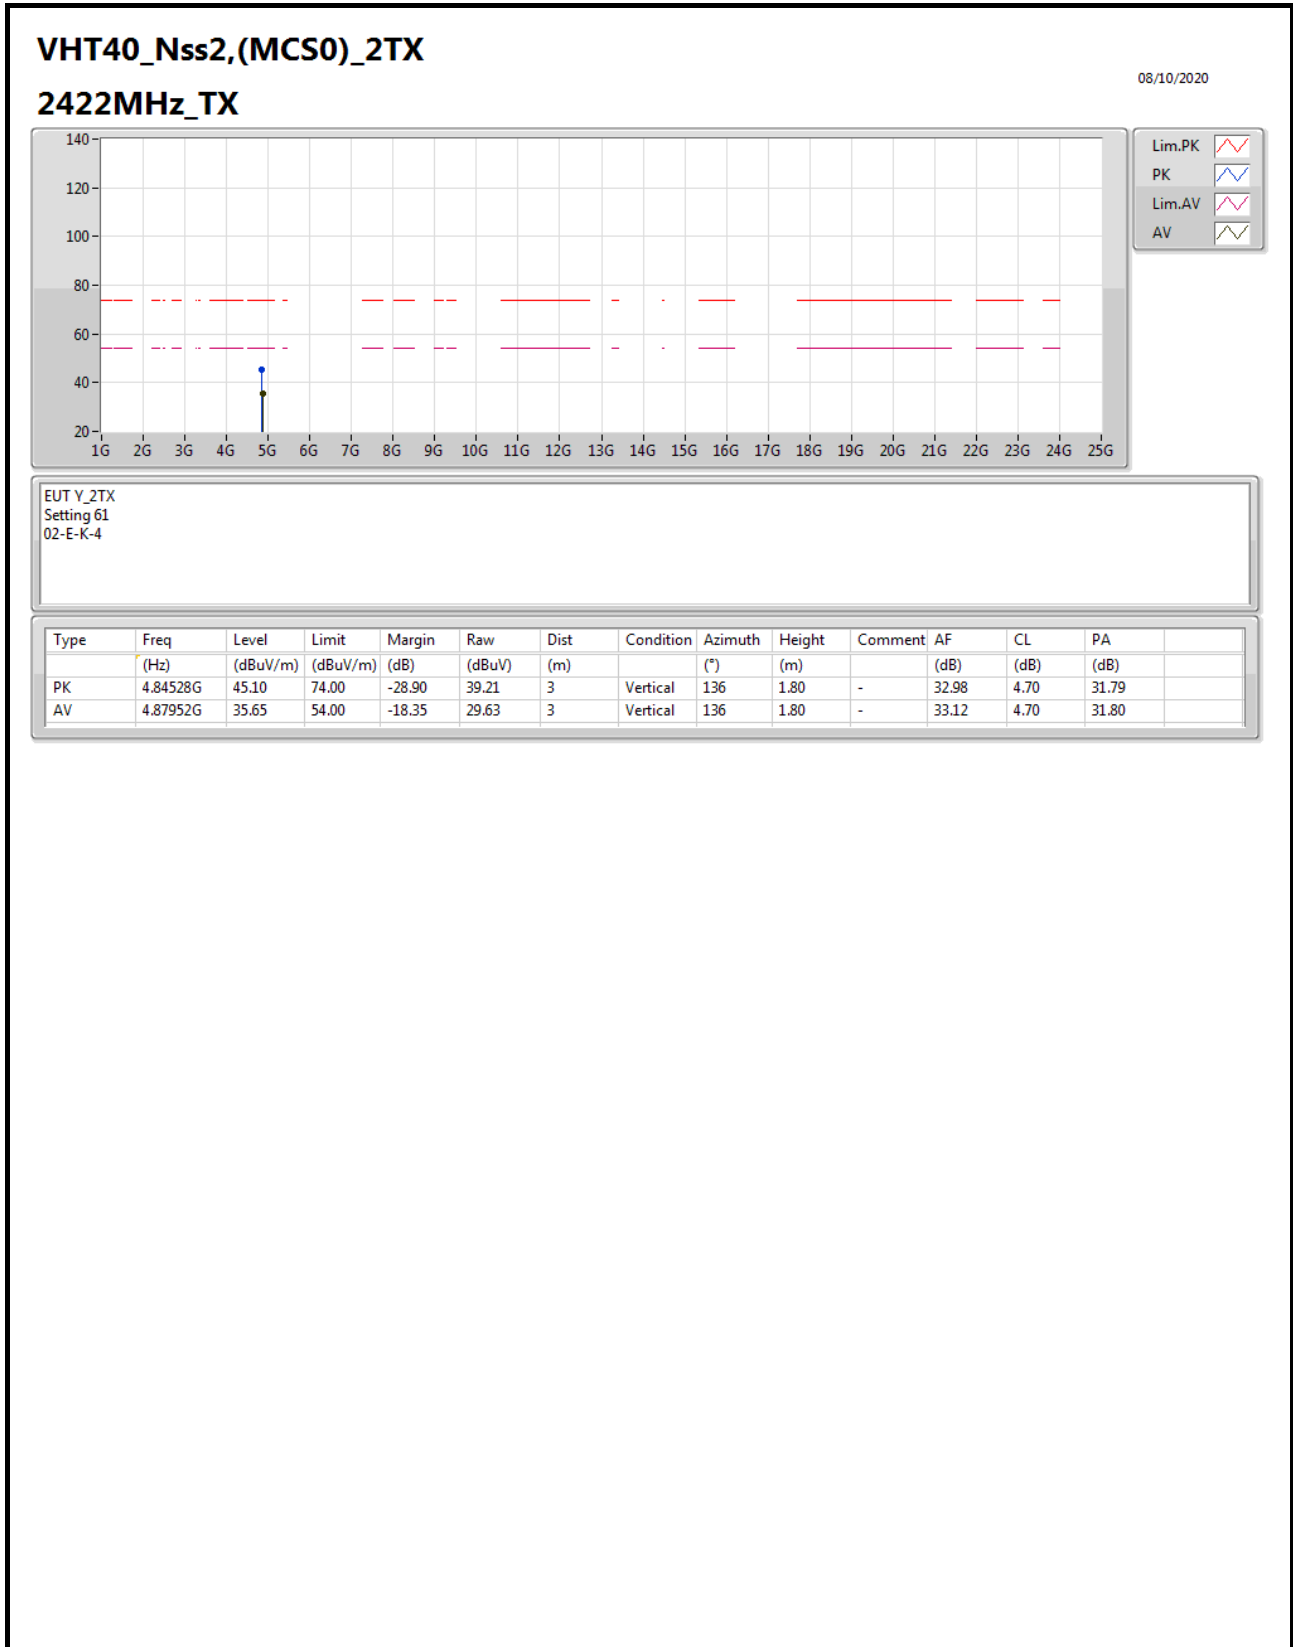 VHT40_Nss2,(MCS0)_2TX
08/10/2020
2422MHz_TX
140
120
100
80
60
40
20
1G 2G 3G 4G 5G 6G 7G 8G 9G 10G 11G 12G 13G 14G 15G 16G 17G 18G 19G 20G 21G 22G 23G 24G 25G
Lim.PK
PK
Lim.AV
AV
EUT Y_2TX
Setting 61
02-E-K-4
Type Freq Level Limit Margin Raw Dist Condition Azimuth Height Comment AF CL PA
(Hz) (dBuV/m) (dBuV/m) (dB) (dBuV) (m) (°) (m) (dB) (dB) (dB)
PK 4.84528G 45.10 74.00 -28.90 39.21 3 Vertical 136 1.80 - 32.98 4.70 31.79
AV 4.87952G 35.65 54.00 -18.35 29.63 3 Vertical 136 1.80 - 33.12 4.70 31.80